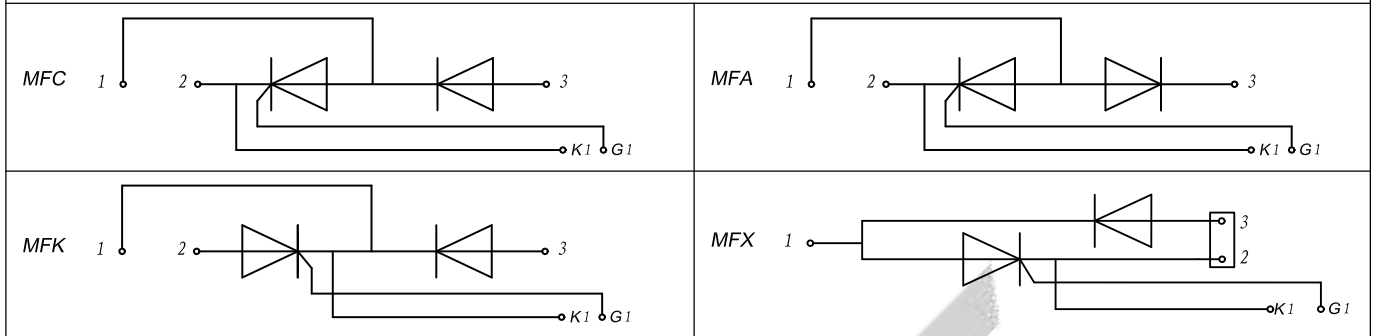 MFC 1 2 3
K1 G1
MFA 1 2 3
K1 G1
MFK 1 2 3
K1 G1
3
MFX 1
2
K1 G1